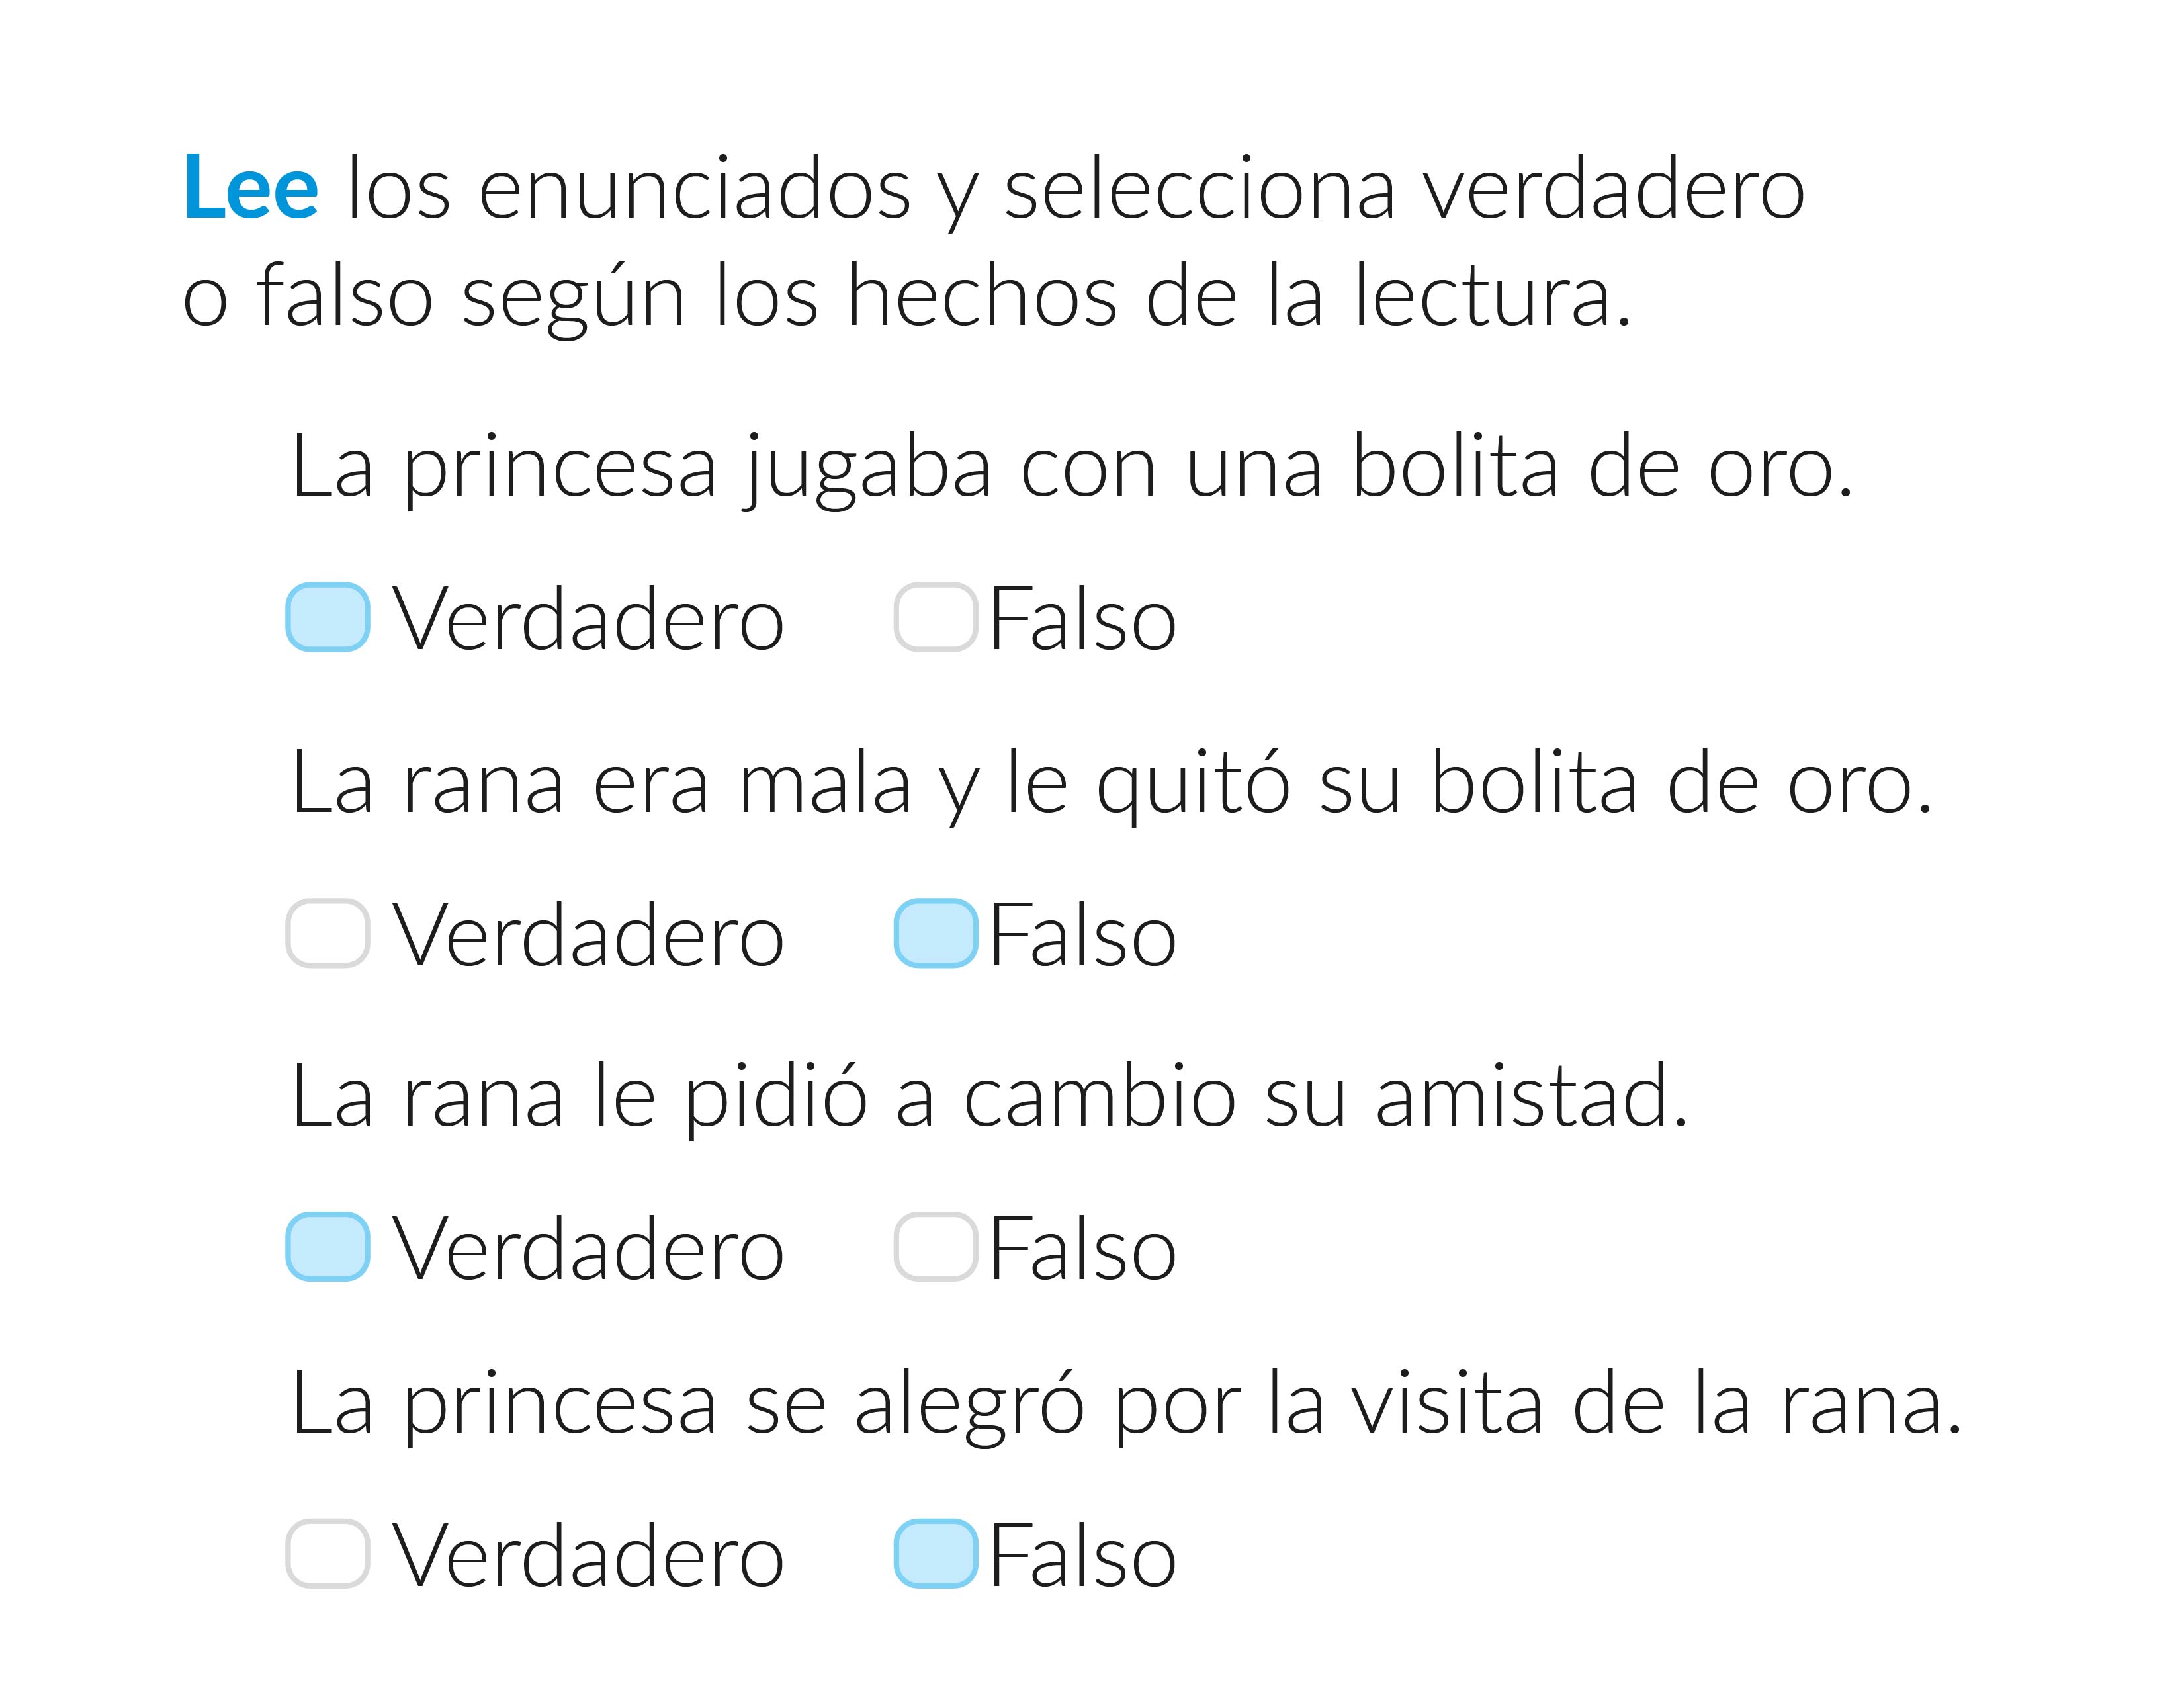 Lee los enunciados y selecciona verdadero
o falso según los hechos de la lectura.
La princesa jugaba con una bolita de oro.
Verdadero Falso
La rana era mala y le quitó su bolita de oro.
Verdadero Falso
La rana le pidió a cambio su amistad.
Verdadero Falso
La princesa se alegró por la visita de la rana.
Verdadero Falso